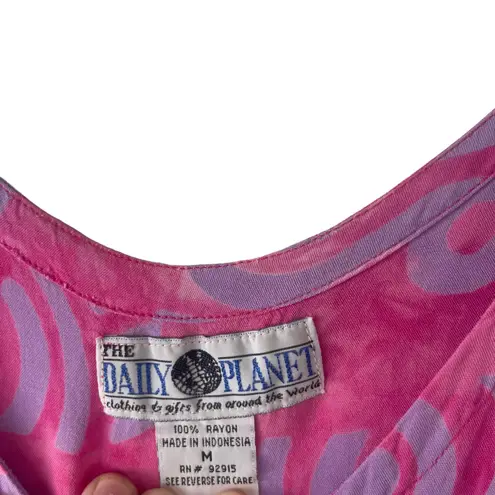 THE
DAILY PLANET
clothing & gifts from around the world
100% RAYON
MADE IN INDONESIA
M
RN# 92915
SEE REVERSE FOR CARE